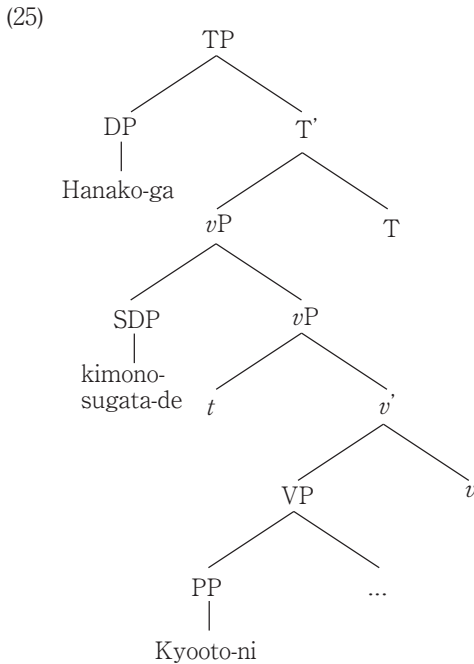 (25)
TP
DP T’
Hanako-ga
vP T
SDP vP
kimono-
sugata-de t v’
VP v
PP ...
Kyooto-ni